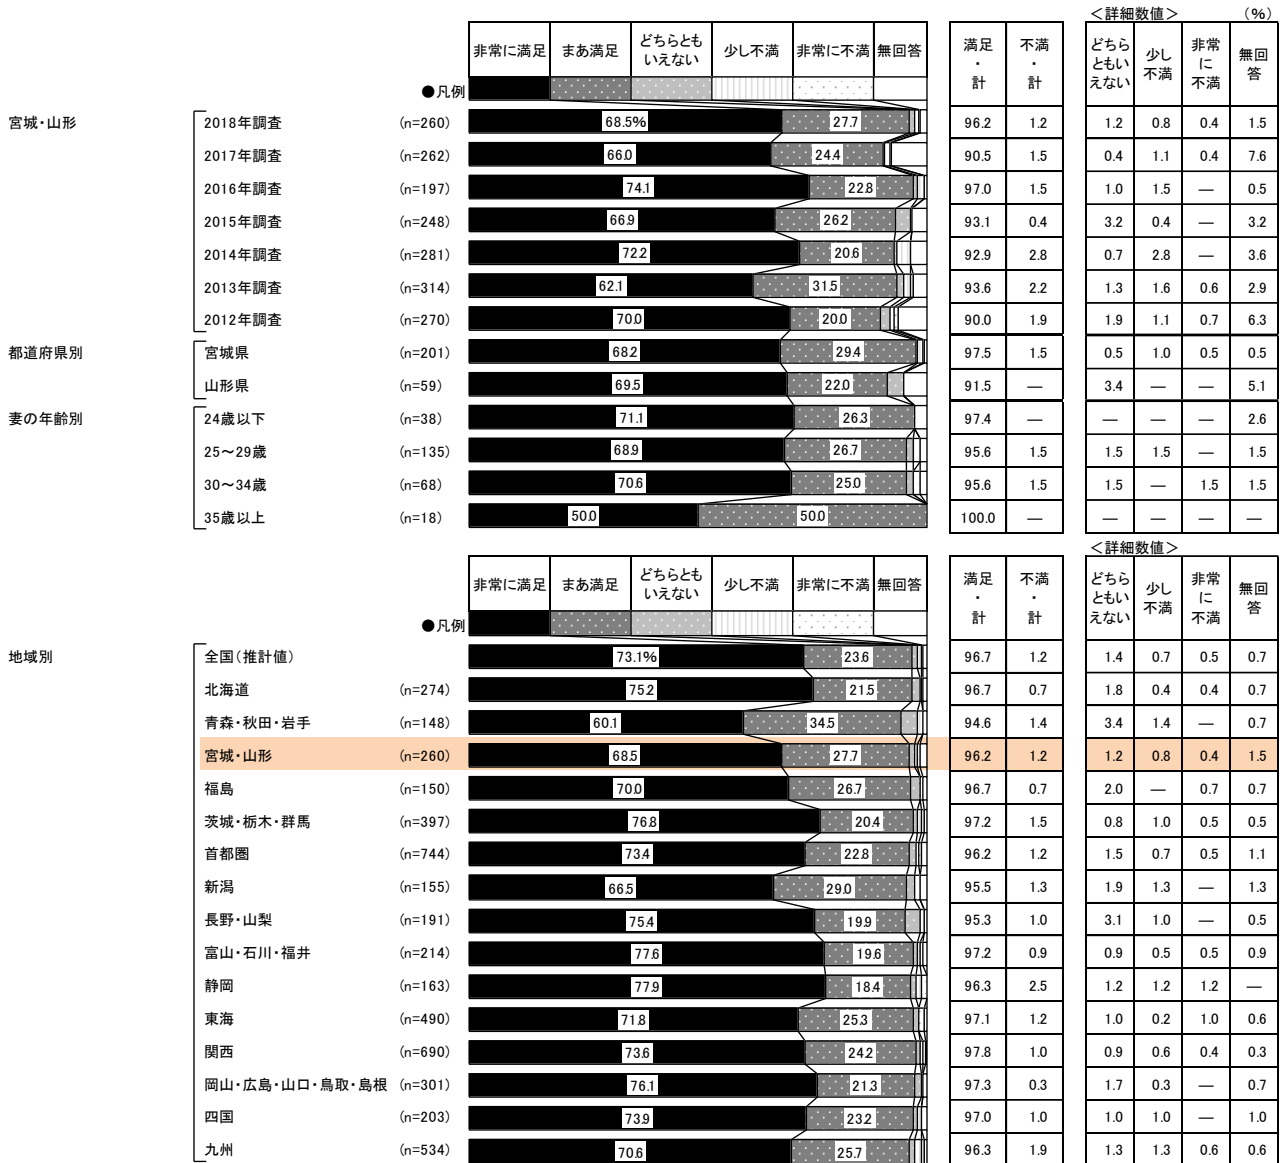 ＜詳細数値＞ (％)
非常に満足 まあ満足 どちらとも いえない 少し不満 非常に不満 無回答 満足・計 不満・計 どちらともいえない 少し不満 非常に不満 無回答
●凡例
宮城・山形 2018年調査 (n=260) 68.5% 27.7 96.2 1.2 1.2 0.8 0.4 1.5
2017年調査 (n=262) 66.0 24.4 90.5 1.5 0.4 1.1 0.4 7.6
2016年調査 (n=197) 74.1 22.8 97.0 1.5 1.0 1.5 — 0.5
2015年調査 (n=248) 66.9 26.2 93.1 0.4 3.2 0.4 — 3.2
2014年調査 (n=281) 72.2 20.6 92.9 2.8 0.7 2.8 — 3.6
2013年調査 (n=314) 62.1 31.5 93.6 2.2 1.3 1.6 0.6 2.9
2012年調査 (n=270) 70.0 20.0 90.0 1.9 1.9 1.1 0.7 6.3
都道府県別 宮城県 (n=201) 68.2 29.4 97.5 1.5 0.5 1.0 0.5 0.5
山形県 (n=59) 69.5 22.0 91.5 — 3.4 — — 5.1
妻の年齢別 24歳以下 (n=38) 71.1 26.3 97.4 — — — — 2.6
25～29歳 (n=135) 68.9 26.7 95.6 1.5 1.5 1.5 — 1.5
30～34歳 (n=68) 70.6 25.0 95.6 1.5 1.5 — 1.5 1.5
35歳以上 (n=18) 50.0 50.0 100.0 — — — — —
＜詳細数値＞
非常に満足 まあ満足 どちらとも いえない 少し不満 非常に不満 無回答 満足・計 不満・計 どちらともいえない 少し不満 非常に不満 無回答
●凡例
地域別 全国(推計値) 73.1% 23.6 96.7 1.2 1.4 0.7 0.5 0.7
北海道 (n=274) 75.2 21.5 96.7 0.7 1.8 0.4 0.4 0.7
青森・秋田・岩手 (n=148) 60.1 34.5 94.6 1.4 3.4 1.4 — 0.7
宮城・山形 (n=260) 68.5 27.7 96.2 1.2 1.2 0.8 0.4 1.5
福島 (n=150) 70.0 26.7 96.7 0.7 2.0 — 0.7 0.7
茨城・栃木・群馬 (n=397) 76.8 20.4 97.2 1.5 0.8 1.0 0.5 0.5
首都圏 (n=744) 73.4 22.8 96.2 1.2 1.5 0.7 0.5 1.1
新潟 (n=155) 66.5 29.0 95.5 1.3 1.9 1.3 — 1.3
長野・山梨 (n=191) 75.4 19.9 95.3 1.0 3.1 1.0 — 0.5
富山・石川・福井 (n=214) 77.6 19.6 97.2 0.9 0.9 0.5 0.5 0.9
静岡 (n=163) 77.9 18.4 96.3 2.5 1.2 1.2 1.2 —
東海 (n=490) 71.8 25.3 97.1 1.2 1.0 0.2 1.0 0.6
関西 (n=690) 73.6 24.2 97.8 1.0 0.9 0.6 0.4 0.3
岡山・広島・山口・鳥取・島根 (n=301) 76.1 21.3 97.3 0.3 1.7 0.3 — 0.7
四国 (n=203) 73.9 23.2 97.0 1.0 1.0 1.0 — 1.0
九州 (n=534) 70.6 25.7 96.3 1.9 1.3 1.3 0.6 0.6